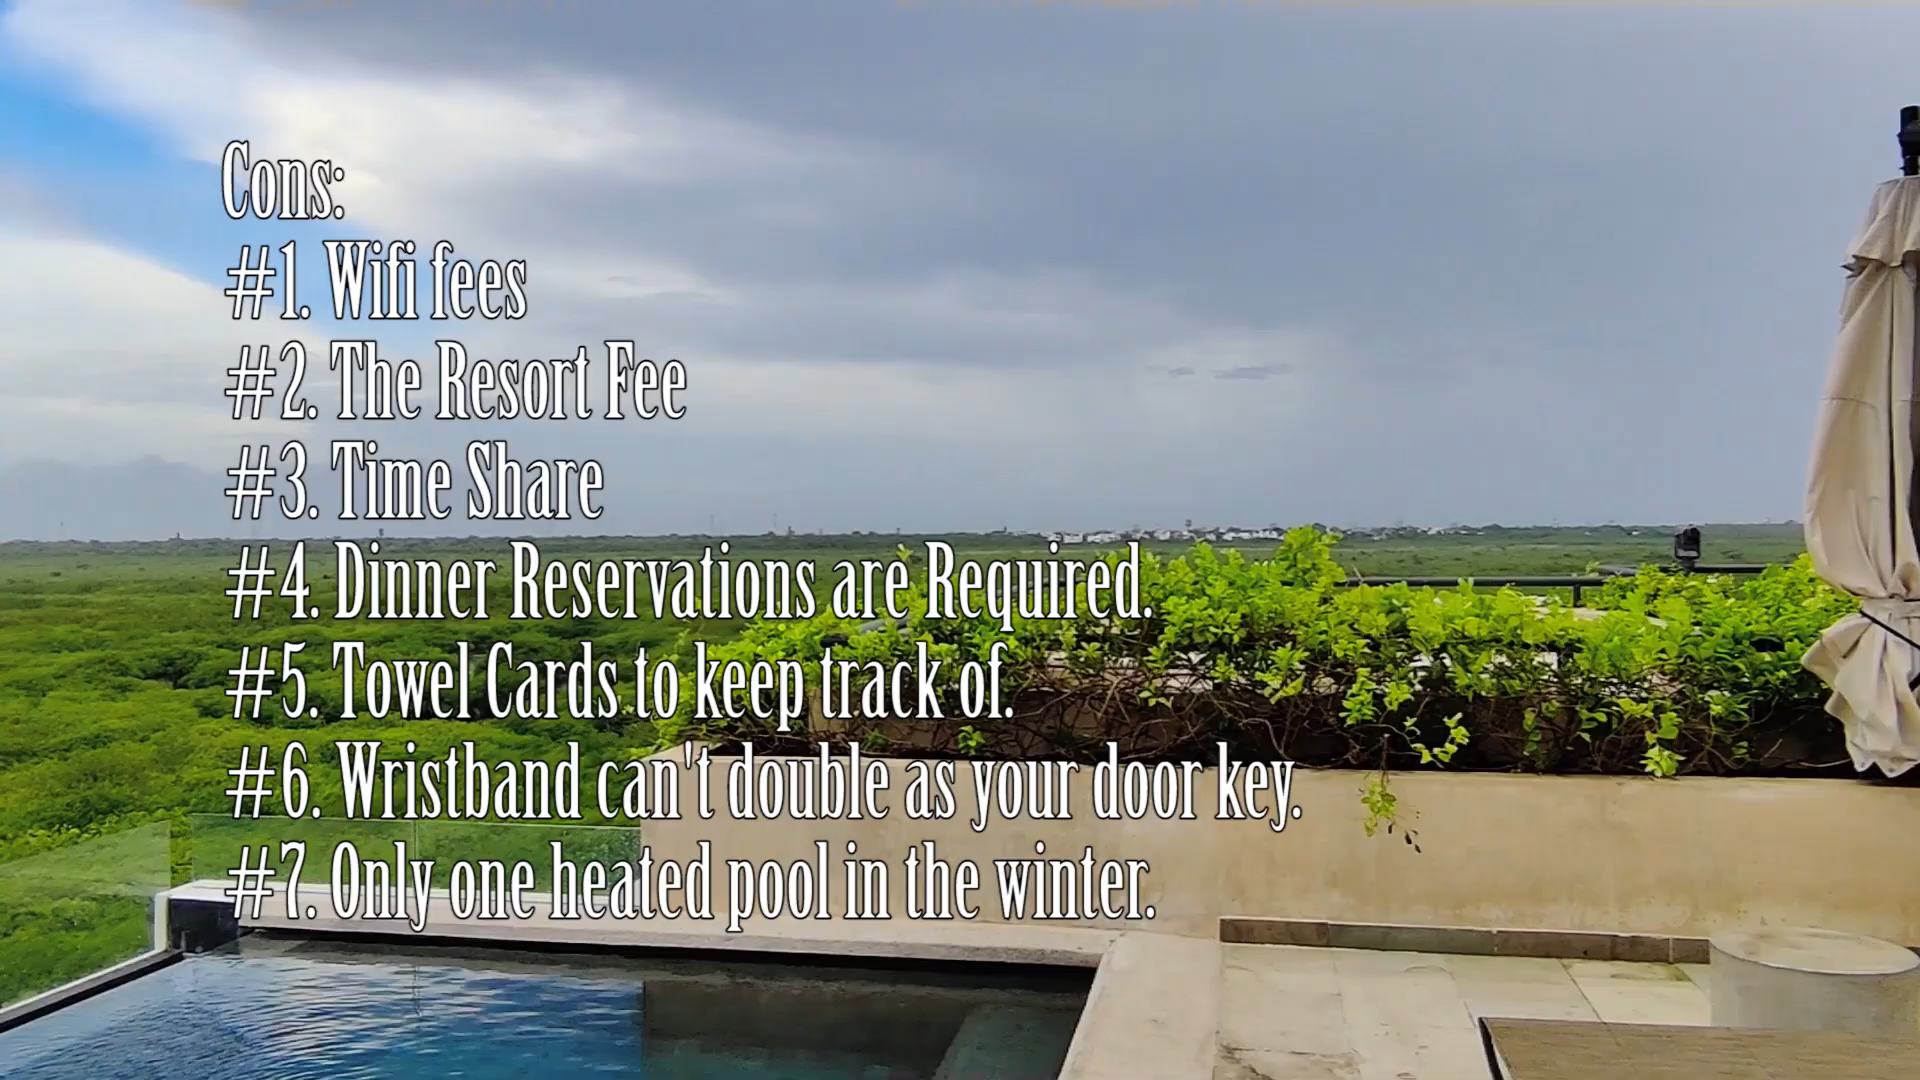 Cons:
#1. Wifi fees
#2. The Resort Fee
#3. Time Share
#4. Dinner Reservations are Required.
#5. Towel Cards to keep track of.
#6. Wristband can't double as your door key.
#7. Only one heated pool in the winter.